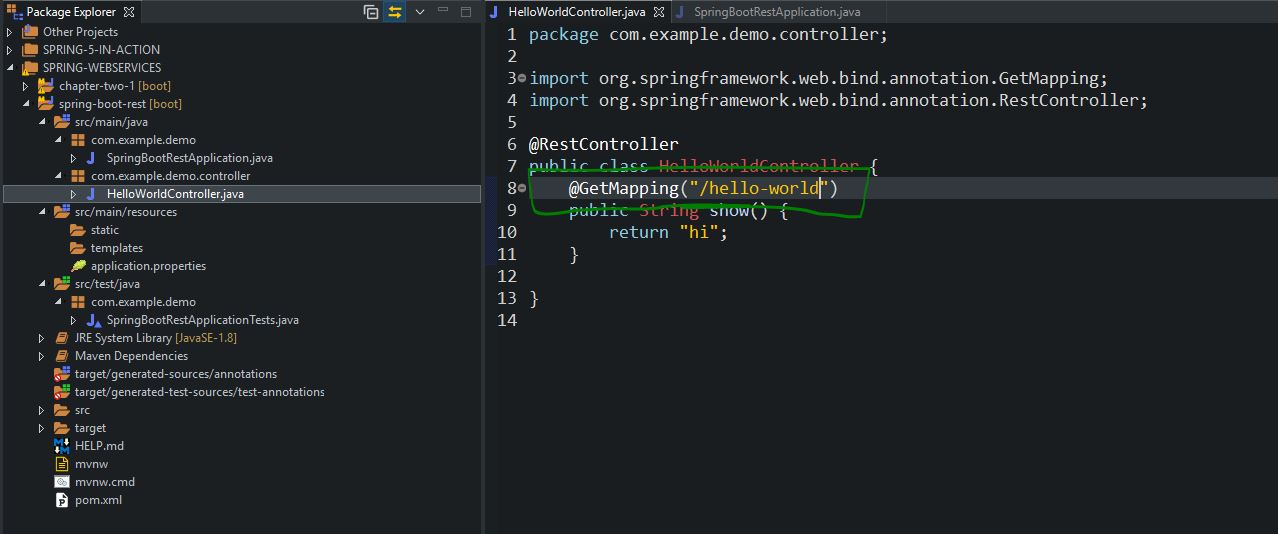 Package Explorer
Other Projects
SPRING-5-IN-ACTION
SPRING-WEBSERVICES
chapter-two-1 [boot]
spring-boot-rest [boot]
src/main/java
com.example.demo
SpringBootRestApplication.java
com.example.demo.controller
HelloWorldController.java
src/main/resources
static
templates
application.properties
src/test/java
com.example.demo
SpringBootRestApplicationTests.java
JRE System Library [JavaSE-1.8]
Maven Dependencies
target/generated-sources/annotations
target/generated-test-sources/test-annotations
src
target
HELP.md
mvnw
mvnw.cmd
pom.xml
HelloWorldController.java SpringBootRestApplication.java
1 package com.example.demo.controller;
2
3 import org.springframework.web.bind.annotation.GetMapping;
4 import org.springframework.web.bind.annotation.RestController;
5
6 @RestController
7 public class HelloWorldController {
8 @GetMapping("/hello-world")
9 public String show() {
10 return "hi";
11 }
12
13 }
14